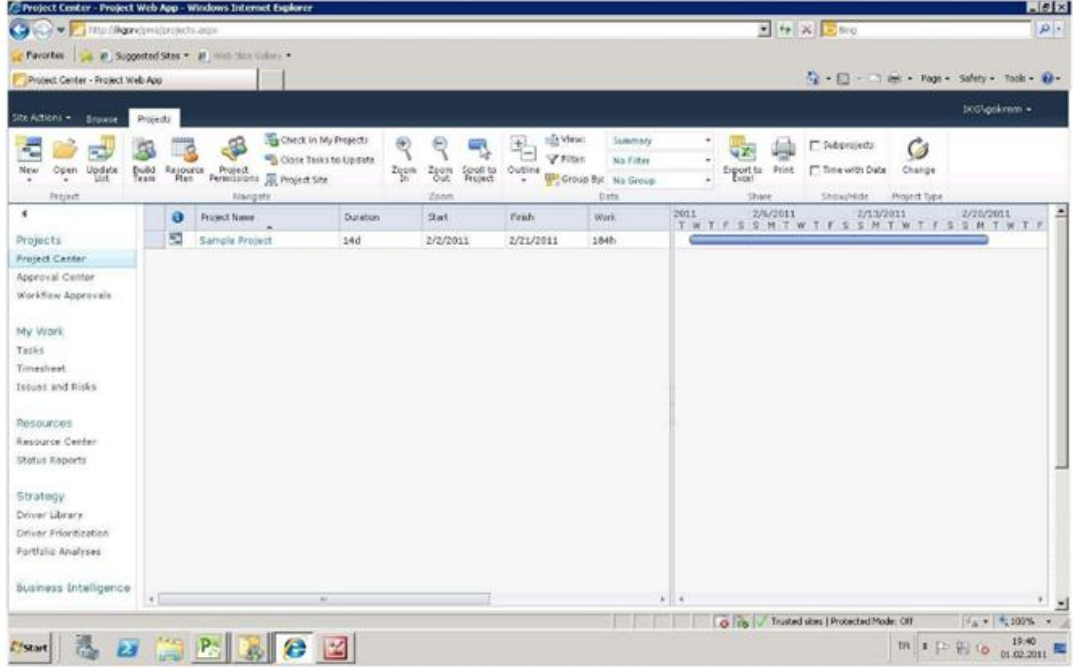 Project Center - Project Web App - Windows Internet Explorer
Bing
Favorites Suggested Sites
Project Center - Project Web App
Page Safety Tools
Site Actions Browse Projects
New
Open
Update List
Project
Build Team
Resource Plan
Project Permissions
Check In My Projects
Close Tasks to Update
Project Site
Navigate
Zoom In
Zoom Out
Scroll to Project
Zoom
Outline
View: Summary
Filter: No Filter
Group By: No Group
Data
Export to Excel
Print
Share
Subprojects
Time with Date
Show/Hide
Change
Project Type
Projects
Project Center
Approval Center
Workflow Approvals
My Work
Tasks
Timesheet
Issues and Risks
Resources
Resource Center
Status Reports
Strategy
Driver Library
Driver Prioritization
Portfolio Analyses
Business Intelligence
Project Name Duration Start Finish Work
Sample Project 14d 2/2/2011 2/21/2011 184h
2011 2/6/2011 2/13/2011 2/20/2011
T W T F S S M T W T F S S M T W T F S S M T W T F
Trusted sites | Protected Mode: Off 100%
Start TR 19:40
01.02.2011